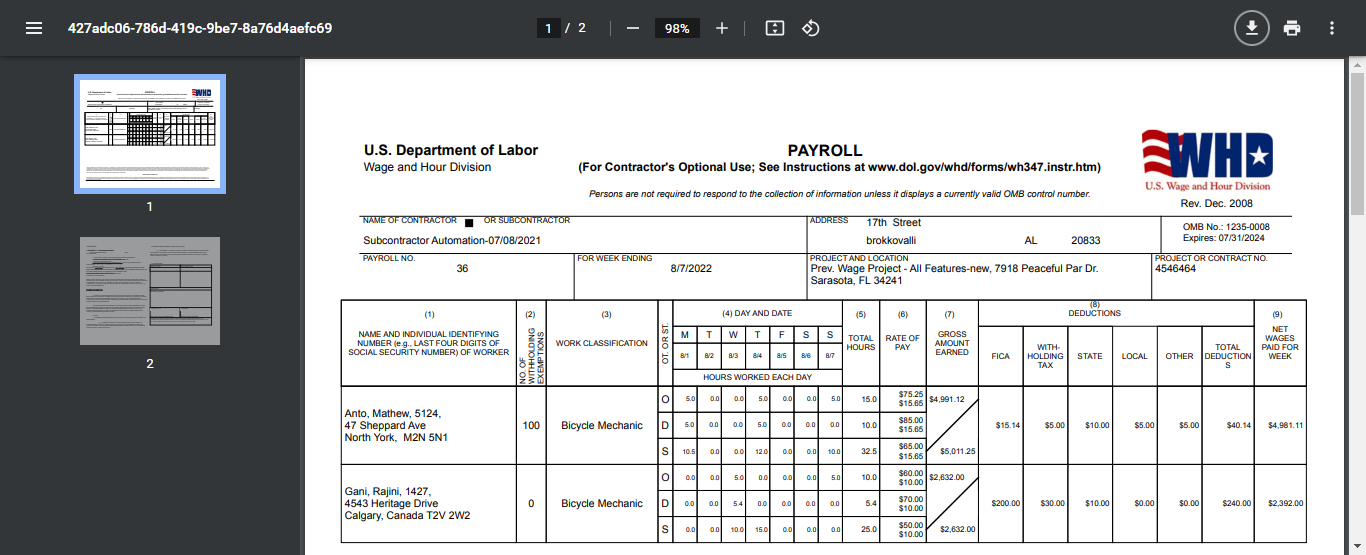 427adc06-786d-419c-9be7-8a76d4aefc69
1 / 2
98%
1
2
U.S. Department of Labor
Wage and Hour Division
PAYROLL
(For Contractor's Optional Use; See Instructions at www.dol.gov/whd/forms/wh347.instr.htm)
Persons are not required to respond to the collection of information unless it displays a currently valid OMB control number.
WHD
U.S. Wage and Hour Division
Rev. Dec. 2008
NAME OF CONTRACTOR ■ OR SUBCONTRACTOR
Subcontractor Automation-07/08/2021
ADDRESS 17th Street
brokkovalli AL 20833
OMB No.: 1235-0008
Expires: 07/31/2024
PAYROLL NO.
36
FOR WEEK ENDING
8/7/2022
PROJECT AND LOCATION
Prev. Wage Project - All Features-new, 7918 Peaceful Par Dr.
Sarasota, FL 34241
PROJECT OR CONTRACT NO.
4546464
(1)
NAME AND INDIVIDUAL IDENTIFYING
NUMBER (e.g., LAST FOUR DIGITS OF
SOCIAL SECURITY NUMBER) OF WORKER
(2)
NO. OF
WITHHOLDING
EXEMPTIONS
(3)
WORK CLASSIFICATION
OT. OR ST.
(4) DAY AND DATE
M T W T F S S
8/1 8/2 8/3 8/4 8/5 8/6 8/7
HOURS WORKED EACH DAY
(5)
TOTAL
HOURS
(6)
RATE OF
PAY
(7)
GROSS
AMOUNT
EARNED
(8)
DEDUCTIONS
FICA
WITH-
HOLDING
TAX
STATE
LOCAL
OTHER
TOTAL
DEDUCTION
S
(9)
NET
WAGES
PAID FOR
WEEK
Anto, Mathew, 5124,
47 Sheppard Ave
North York, M2N 5N1
100
Bicycle Mechanic
O 5.0 0.0 0.0 5.0 0.0 0.0 5.0 15.0 $75.25
$15.65
D 5.0 0.0 0.0 5.0 0.0 0.0 0.0 10.0 $85.00
$15.65
S 10.5 0.0 0.0 12.0 0.0 0.0 10.0 32.5 $65.00
$15.65
$4,991.12
$5,011.25
$15.14 $5.00 $10.00 $5.00 $5.00 $40.14 $4,981.11
Gani, Rajini, 1427,
4543 Heritage Drive
Calgary, Canada T2V 2W2
0
Bicycle Mechanic
O 0.0 0.0 5.0 0.0 0.0 0.0 5.0 10.0 $60.00
$10.00
D 0.0 0.0 5.4 0.0 0.0 0.0 0.0 5.4 $70.00
$10.00
S 0.0 0.0 10.0 15.0 0.0 0.0 0.0 25.0 $50.00
$10.00
$2,632.00
$2,632.00
$200.00 $30.00 $10.00 $0.00 $0.00 $240.00 $2,392.00